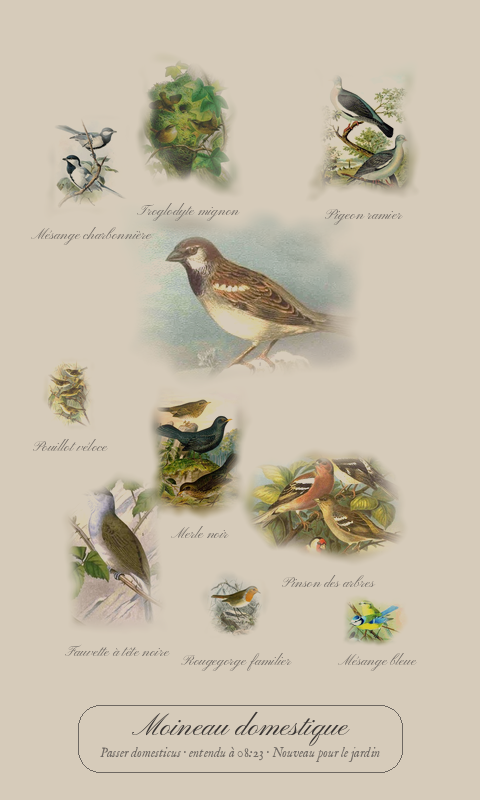 Troglodyte mignon
Pigeon ramier
Mésange charbonnière
Pouillot véloce
Merle noir
Pinson des arbres
Fauvette à tête noire
Rougegorge familier
Mésange bleue
Moineau domestique
Passer domesticus · entendu à 08:23 · Nouveau pour le jardin